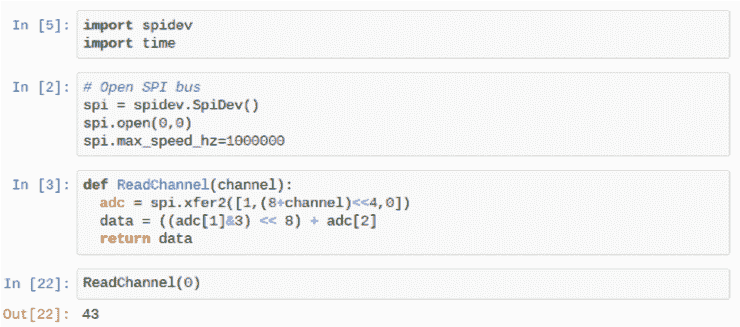 In [5]: import spidev
import time
In [2]: # Open SPI bus
spi = spidev.SpiDev()
spi.open(0,0)
spi.max_speed_hz=1000000
In [3]: def ReadChannel(channel):
adc = spi.xfer2([1,(8+channel)<<4,0])
data = ((adc[1]&3) << 8) + adc[2]
return data
In [22]: ReadChannel(0)
Out[22]: 43